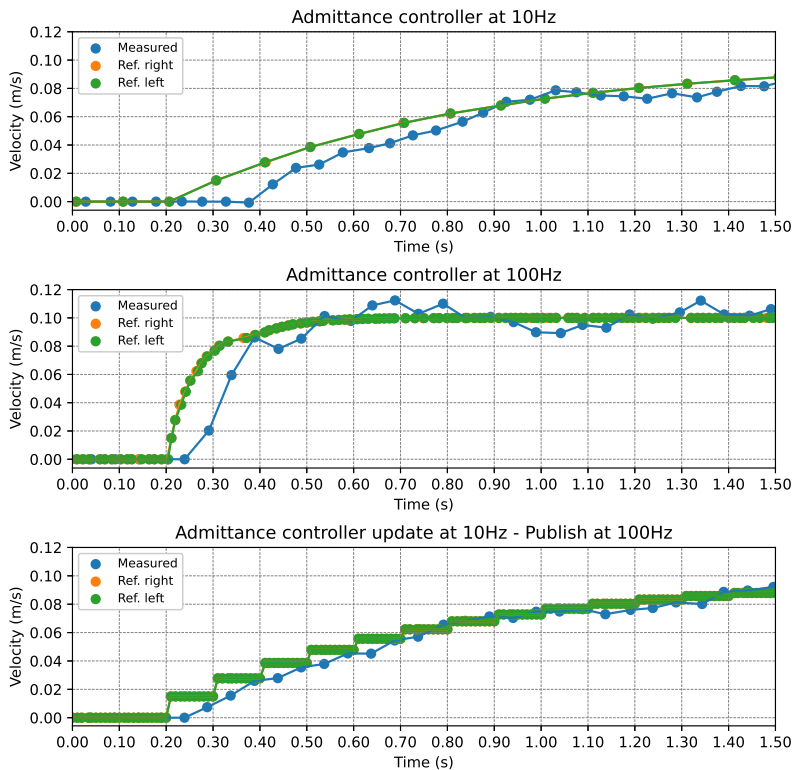 Admittance controller at 10Hz
0.12
0.10
0.08
0.06
0.04
0.02
0.00
Velocity (m/s)
Measured
Ref. right
Ref. left
0.00 0.10 0.20 0.30 0.40 0.50 0.60 0.70 0.80 0.90 1.00 1.10 1.20 1.30 1.40 1.50
Time (s)
Admittance controller at 100Hz
0.12
0.10
0.08
0.06
0.04
0.02
0.00
Velocity (m/s)
Measured
Ref. right
Ref. left
0.00 0.10 0.20 0.30 0.40 0.50 0.60 0.70 0.80 0.90 1.00 1.10 1.20 1.30 1.40 1.50
Time (s)
Admittance controller update at 10Hz - Publish at 100Hz
0.12
0.10
0.08
0.06
0.04
0.02
0.00
Velocity (m/s)
Measured
Ref. right
Ref. left
0.00 0.10 0.20 0.30 0.40 0.50 0.60 0.70 0.80 0.90 1.00 1.10 1.20 1.30 1.40 1.50
Time (s)